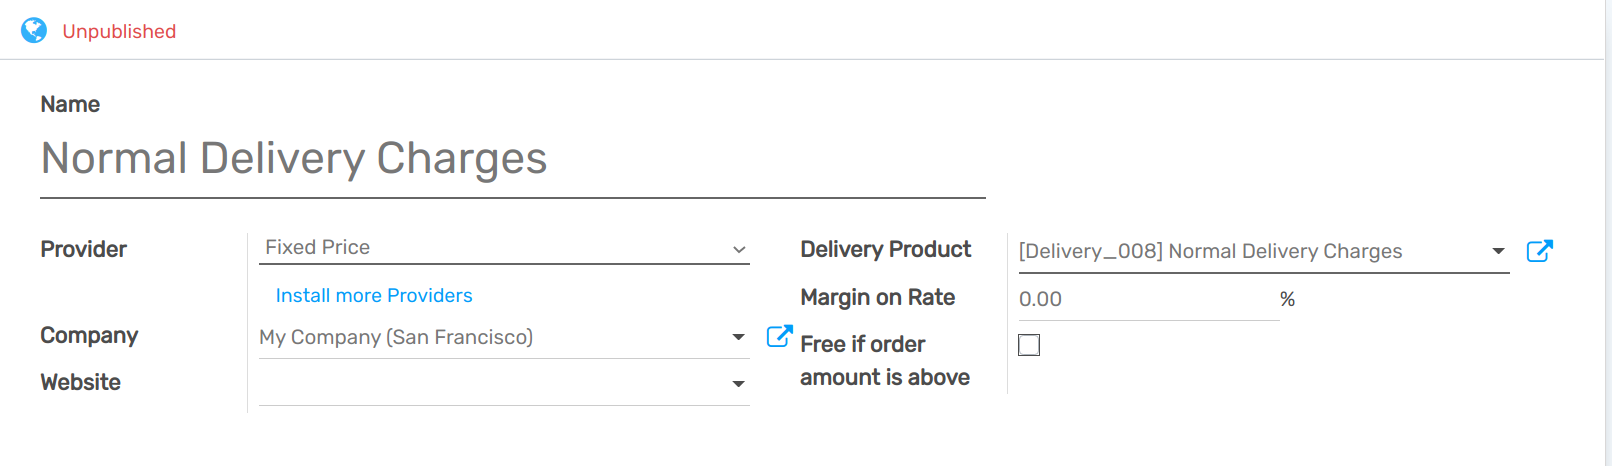 Unpublished
Name
Normal Delivery Charges
Provider
Fixed Price
Install more Providers
Company
My Company (San Francisco)
Website
Delivery Product
[Delivery_008] Normal Delivery Charges
Margin on Rate
0.00 %
Free if order
amount is above